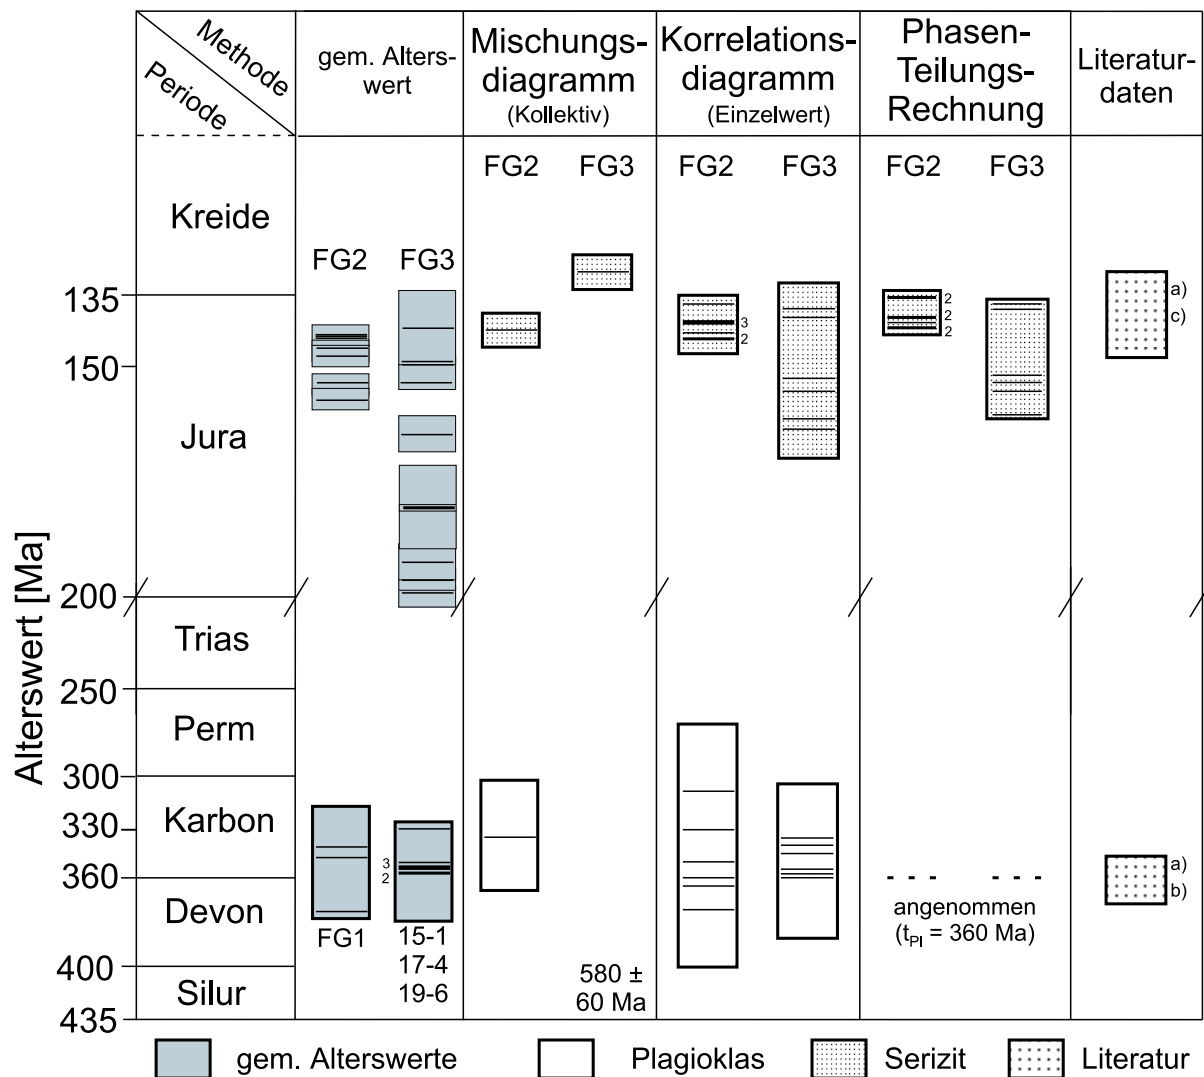 Methode
Periode
gem. Alters-
wert
Mischungs-
diagramm
(Kollektiv)
Korrelations-
diagramm
(Einzelwert)
Phasen-
Teilungs-
Rechnung
Literatur-
daten
FG2 FG3 FG2 FG3 FG2 FG3
Kreide
FG2 FG3
135
a)
c)
2
3
2
2
2
150
Jura
Alterswert [Ma]
200
Trias
250
Perm
300
Karbon
330
3
2
a)
b)
360
Devon
angenommen
(tPl = 360 Ma)
FG1
15-1
17-4
19-6
400
Silur
580 ±
60 Ma
435
gem. Alterswerte Plagioklas Serizit Literatur